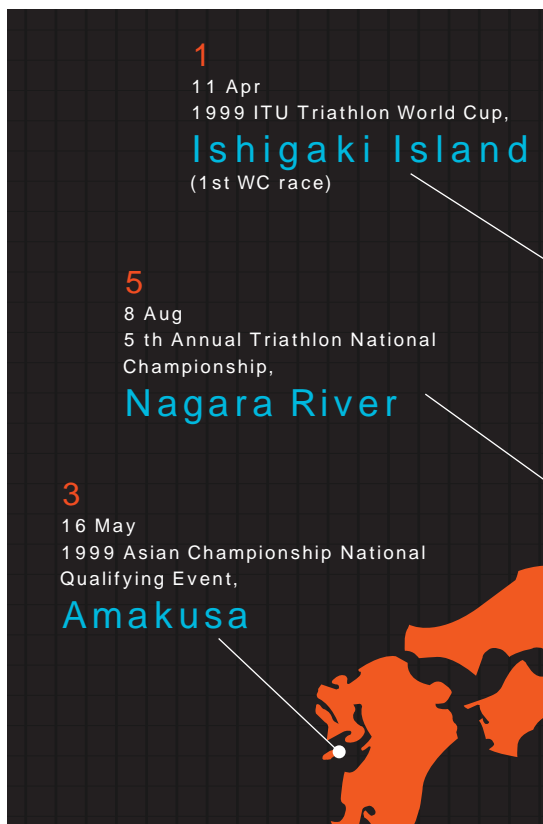 1
11 Apr
1999 ITU Triathlon World Cup,
Ishigaki Island
(1st WC race)
5
8 Aug
5 th Annual Triathlon National
Championship,
Nagara River
3
16 May
1999 Asian Championship National
Qualifying Event,
Amakusa